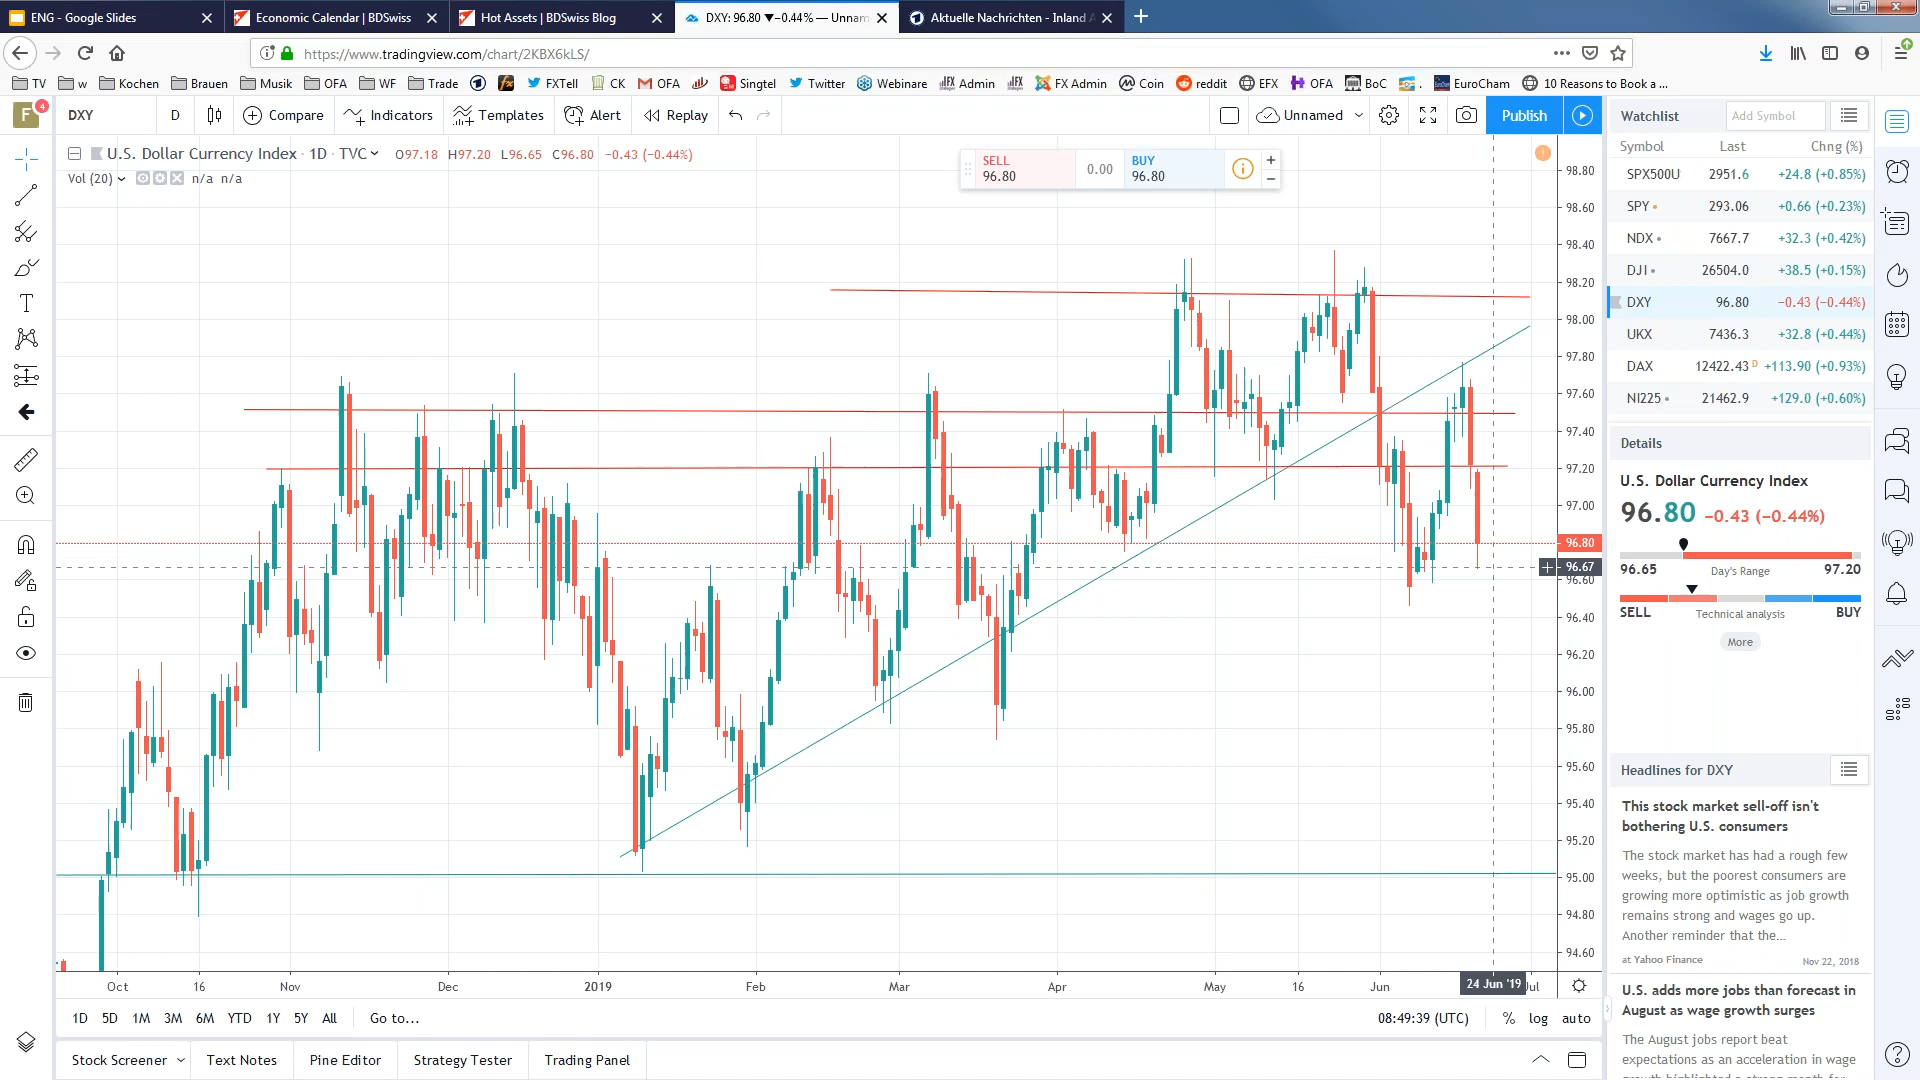 ENG - Google Slides
Economic Calendar | BDSwiss
Hot Assets | BDSwiss Blog
DXY: 96.80 ▼−0.44% — Unnam
Aktuelle Nachrichten - Inland A
https://www.tradingview.com/chart/2KBX6kLS/
TV w Kochen Brauen Musik OFA WF Trade FXTell CK OFA Singtel Twitter Webinare Admin FX Admin Coin reddit EFX OFA BoC . EuroCham 10 Reasons to Book a ...
F 4
DXY D Compare Indicators Templates Alert Replay Unnamed Publish
U.S. Dollar Currency Index · 1D · TVC O97.18 H97.20 L96.65 C96.80 −0.43 (−0.44%)
Vol (20) n/a n/a
SELL 96.80
0.00
BUY 96.80
98.80
98.60
98.40
98.20
98.00
97.80
97.60
97.40
97.20
97.00
96.80
96.67
96.60
96.40
96.20
96.00
95.80
95.60
95.40
95.20
95.00
94.80
94.60
Oct 16 Nov Dec 2019 Feb Mar Apr May 16 Jun 24 Jun '19 Jul
1D 5D 1M 3M 6M YTD 1Y 5Y All Go to... 08:49:39 (UTC) % log auto
Stock Screener Text Notes Pine Editor Strategy Tester Trading Panel
Watchlist Add Symbol
Symbol Last Chng (%)
SPX500U 2951.6 +24.8 (+0.85%)
SPY 293.06 +0.66 (+0.23%)
NDX 7667.7 +32.3 (+0.42%)
DJI 26504.0 +38.5 (+0.15%)
DXY 96.80 −0.43 (−0.44%)
UKX 7436.3 +32.8 (+0.44%)
DAX 12422.43 D +113.90 (+0.93%)
NI225 21462.9 +129.0 (+0.60%)
Details
U.S. Dollar Currency Index
96.80 −0.43 (−0.44%)
96.65 Day's Range 97.20
SELL Technical analysis BUY
More
Headlines for DXY
This stock market sell-off isn't
bothering U.S. consumers
The stock market has had a rough few
weeks, but the poorest consumers are
growing more optimistic as job growth
remains strong and wages go up.
Another reminder that the...
at Yahoo Finance Nov 22, 2018
U.S. adds more jobs than forecast in
August as wage growth surges
The August jobs report beat
expectations as an acceleration in wage